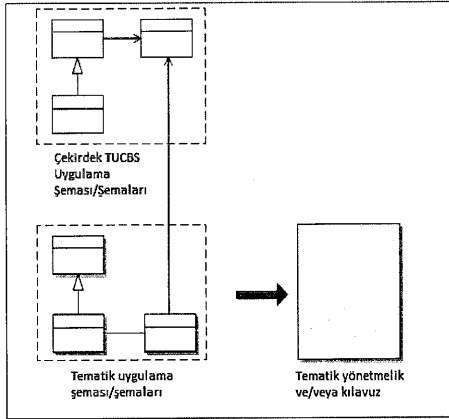 Çekirdek TUCBS
Uygulama
Şeması/Şemaları
Tematik uygulama
şeması/şemaları
Tematik yönetmelik
ve/veya kılavuz